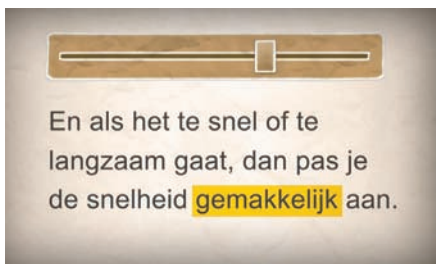 En als het te snel of te
langzaam gaat, dan pas je
de snelheid gemakkelijk aan.